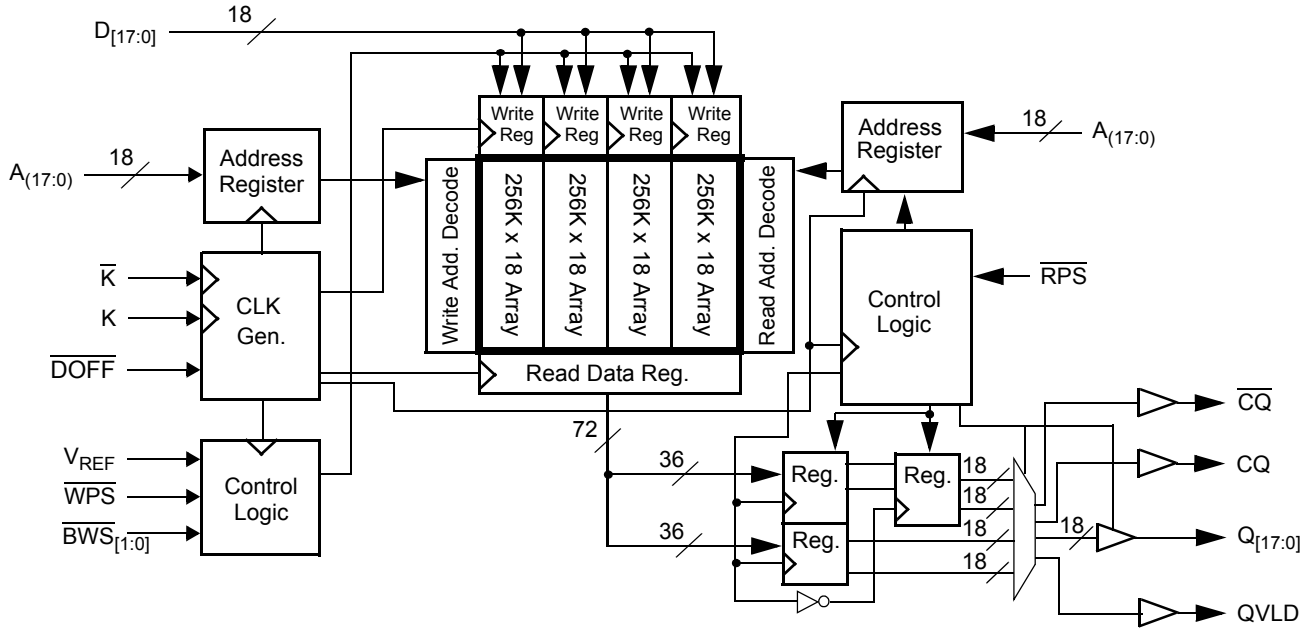 D[17:0]
18
Write Reg
Write Reg
Write Reg
Write Reg
A(17:0)
18
Address
Register
Write Add. Decode
256K x 18 Array
256K x 18 Array
256K x 18 Array
256K x 18 Array
Read Add. Decode
Address
Register
18
A(17:0)
K̅
K
D̅O̅F̅F̅
CLK
Gen.
Control
Logic
R̅P̅S̅
Read Data Reg.
VREF
W̅P̅S̅
B̅W̅S̅[1:0]
Control
Logic
72
36
Reg.
Reg.
18
18
36
Reg.
18
18
18
C̅Q̅
CQ
Q[17:0]
QVLD